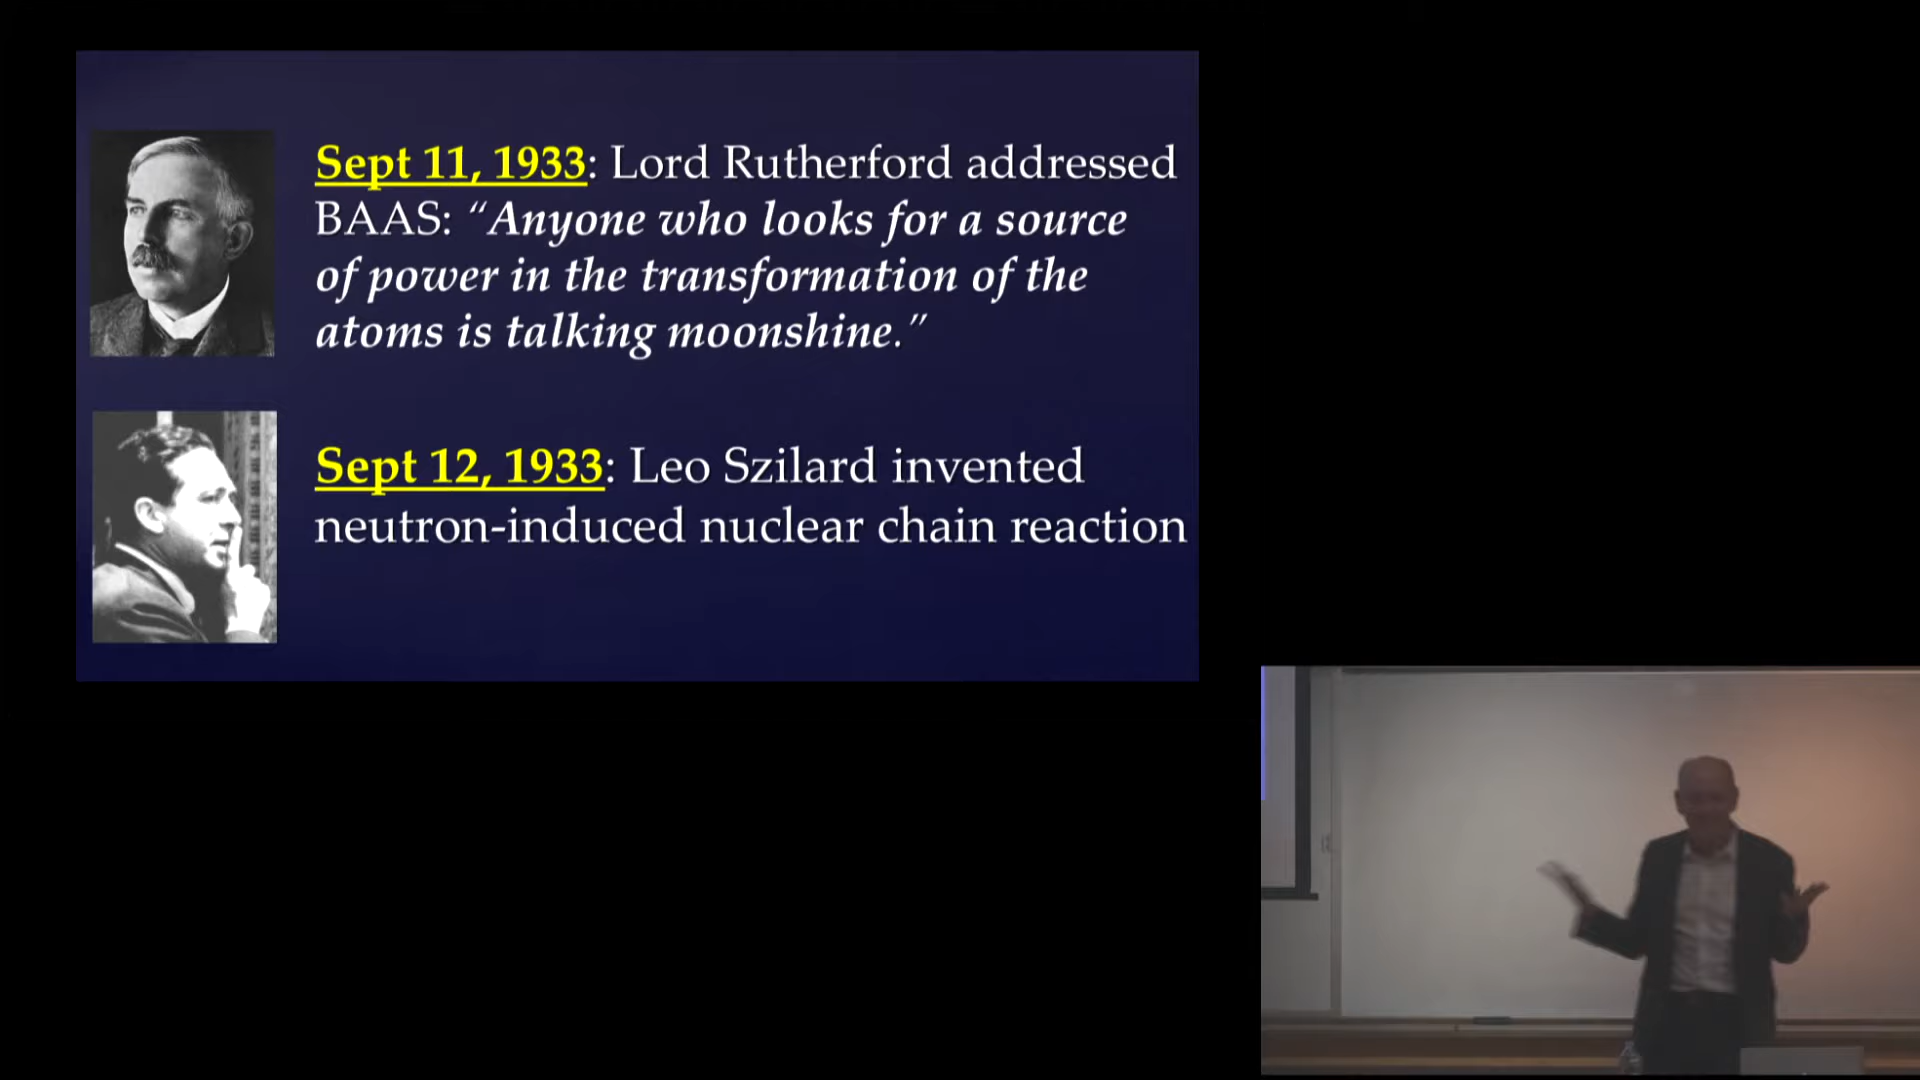 Sept 11, 1933: Lord Rutherford addressed
BAAS: “Anyone who looks for a source
of power in the transformation of the
atoms is talking moonshine.”
Sept 12, 1933: Leo Szilard invented
neutron-induced nuclear chain reaction